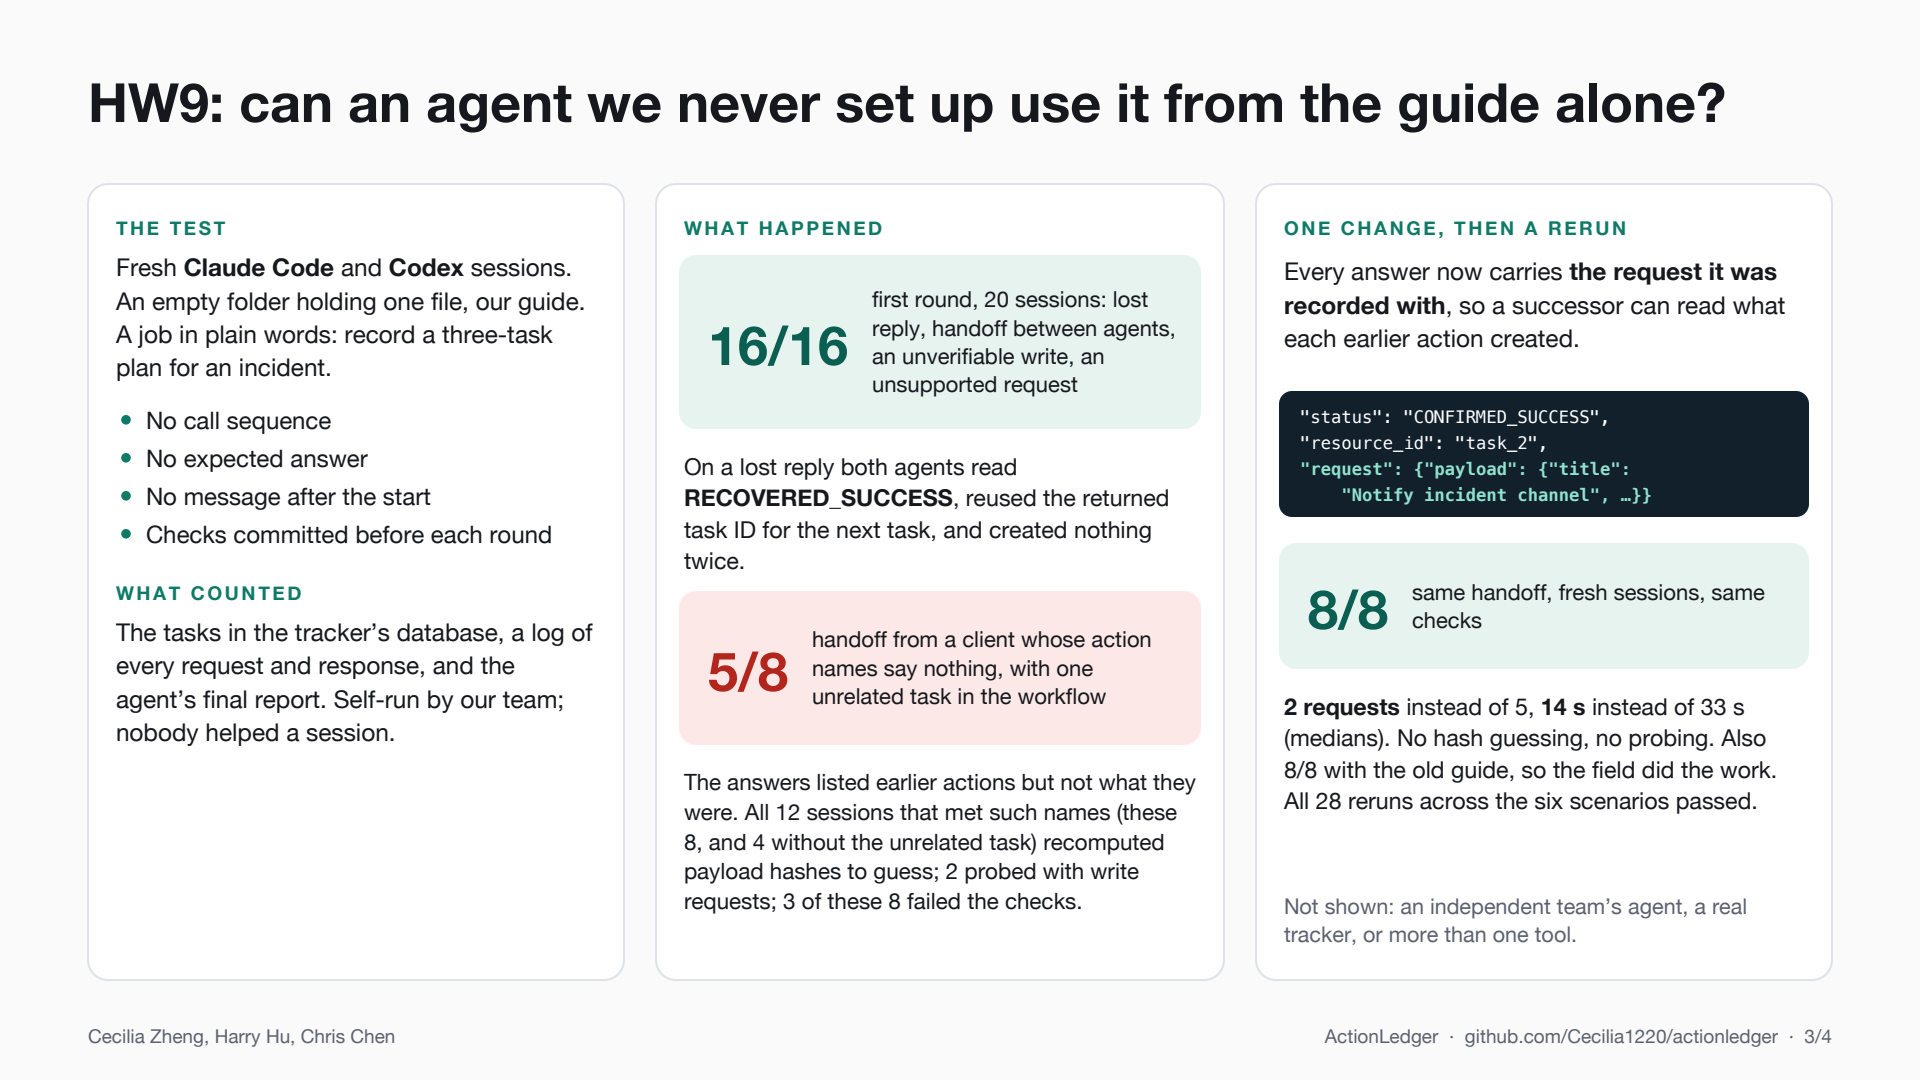 HW9: can an agent we never set up use it from the guide alone?
THE TEST
Fresh Claude Code and Codex sessions.
An empty folder holding one file, our guide.
A job in plain words: record a three-task
plan for an incident.
• No call sequence
• No expected answer
• No message after the start
• Checks committed before each round
WHAT COUNTED
The tasks in the tracker’s database, a log of
every request and response, and the
agent’s final report. Self-run by our team;
nobody helped a session.
WHAT HAPPENED
16/16
first round, 20 sessions: lost
reply, handoff between agents,
an unverifiable write, an
unsupported request
On a lost reply both agents read
RECOVERED_SUCCESS, reused the returned
task ID for the next task, and created nothing
twice.
5/8
handoff from a client whose action
names say nothing, with one
unrelated task in the workflow
The answers listed earlier actions but not what they
were. All 12 sessions that met such names (these
8, and 4 without the unrelated task) recomputed
payload hashes to guess; 2 probed with write
requests; 3 of these 8 failed the checks.
ONE CHANGE, THEN A RERUN
Every answer now carries the request it was
recorded with, so a successor can read what
each earlier action created.
"status": "CONFIRMED_SUCCESS",
"resource_id": "task_2",
"request": {"payload": {"title":
"Notify incident channel", …}}
8/8
same handoff, fresh sessions, same
checks
2 requests instead of 5, 14 s instead of 33 s
(medians). No hash guessing, no probing. Also
8/8 with the old guide, so the field did the work.
All 28 reruns across the six scenarios passed.
Not shown: an independent team’s agent, a real
tracker, or more than one tool.
Cecilia Zheng, Harry Hu, Chris Chen
ActionLedger · github.com/Cecilia1220/actionledger · 3/4